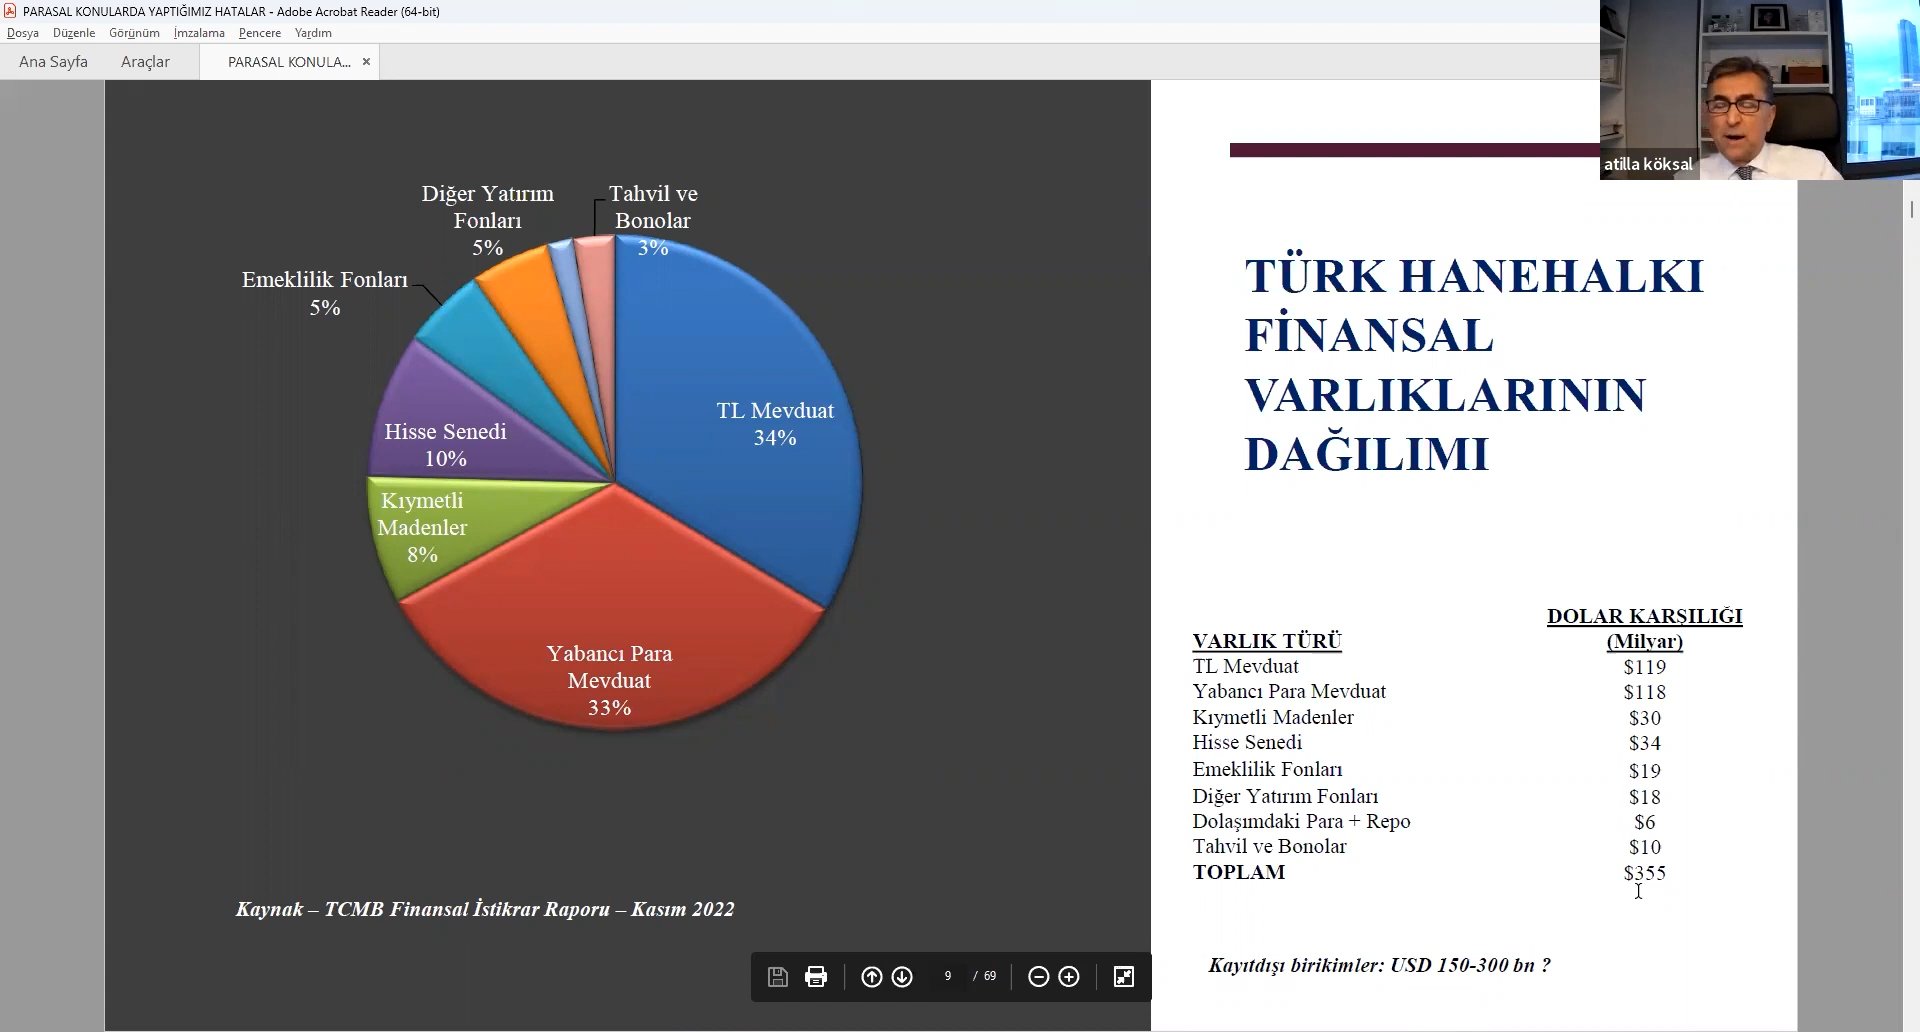 PARASAL KONULARDA YAPTIĞIMIZ HATALAR - Adobe Acrobat Reader (64-bit)
Dosya Düzenle Görünüm İmzalama Pencere Yardım
Ana Sayfa Araçlar PARASAL KONULA... ×
atilla köksal
Diğer Yatırım
Fonları
5%
Tahvil ve
Bonolar
3%
Emeklilik Fonları
5%
TL Mevduat
34%
Hisse Senedi
10%
Kıymetli
Madenler
8%
Yabancı Para
Mevduat
33%
Kaynak – TCMB Finansal İstikrar Raporu – Kasım 2022
TÜRK HANEHALKI
FİNANSAL
VARLIKLARININ
DAĞILIMI
DOLAR KARŞILIĞI
VARLIK TÜRÜ (Milyar)
TL Mevduat $119
Yabancı Para Mevduat $118
Kıymetli Madenler $30
Hisse Senedi $34
Emeklilik Fonları $19
Diğer Yatırım Fonları $18
Dolaşımdaki Para + Repo $6
Tahvil ve Bonolar $10
TOPLAM $355
Kayıtdışı birikimler: USD 150-300 bn ?
9 / 69